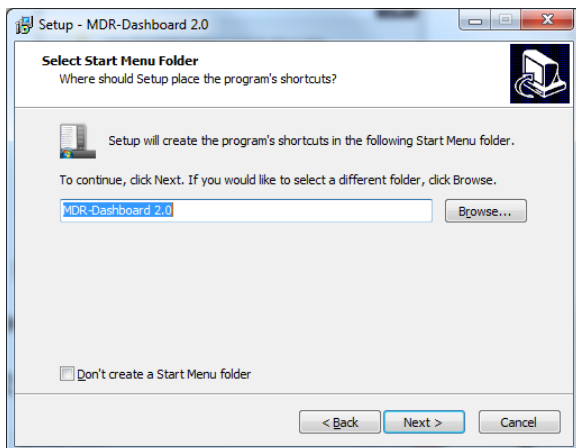 Setup - MDR-Dashboard 2.0
Select Start Menu Folder
Where should Setup place the program's shortcuts?
Setup will create the program's shortcuts in the following Start Menu folder.
To continue, click Next. If you would like to select a different folder, click Browse.
MDR-Dashboard 2.0
Browse...
Don't create a Start Menu folder
< Back
Next >
Cancel